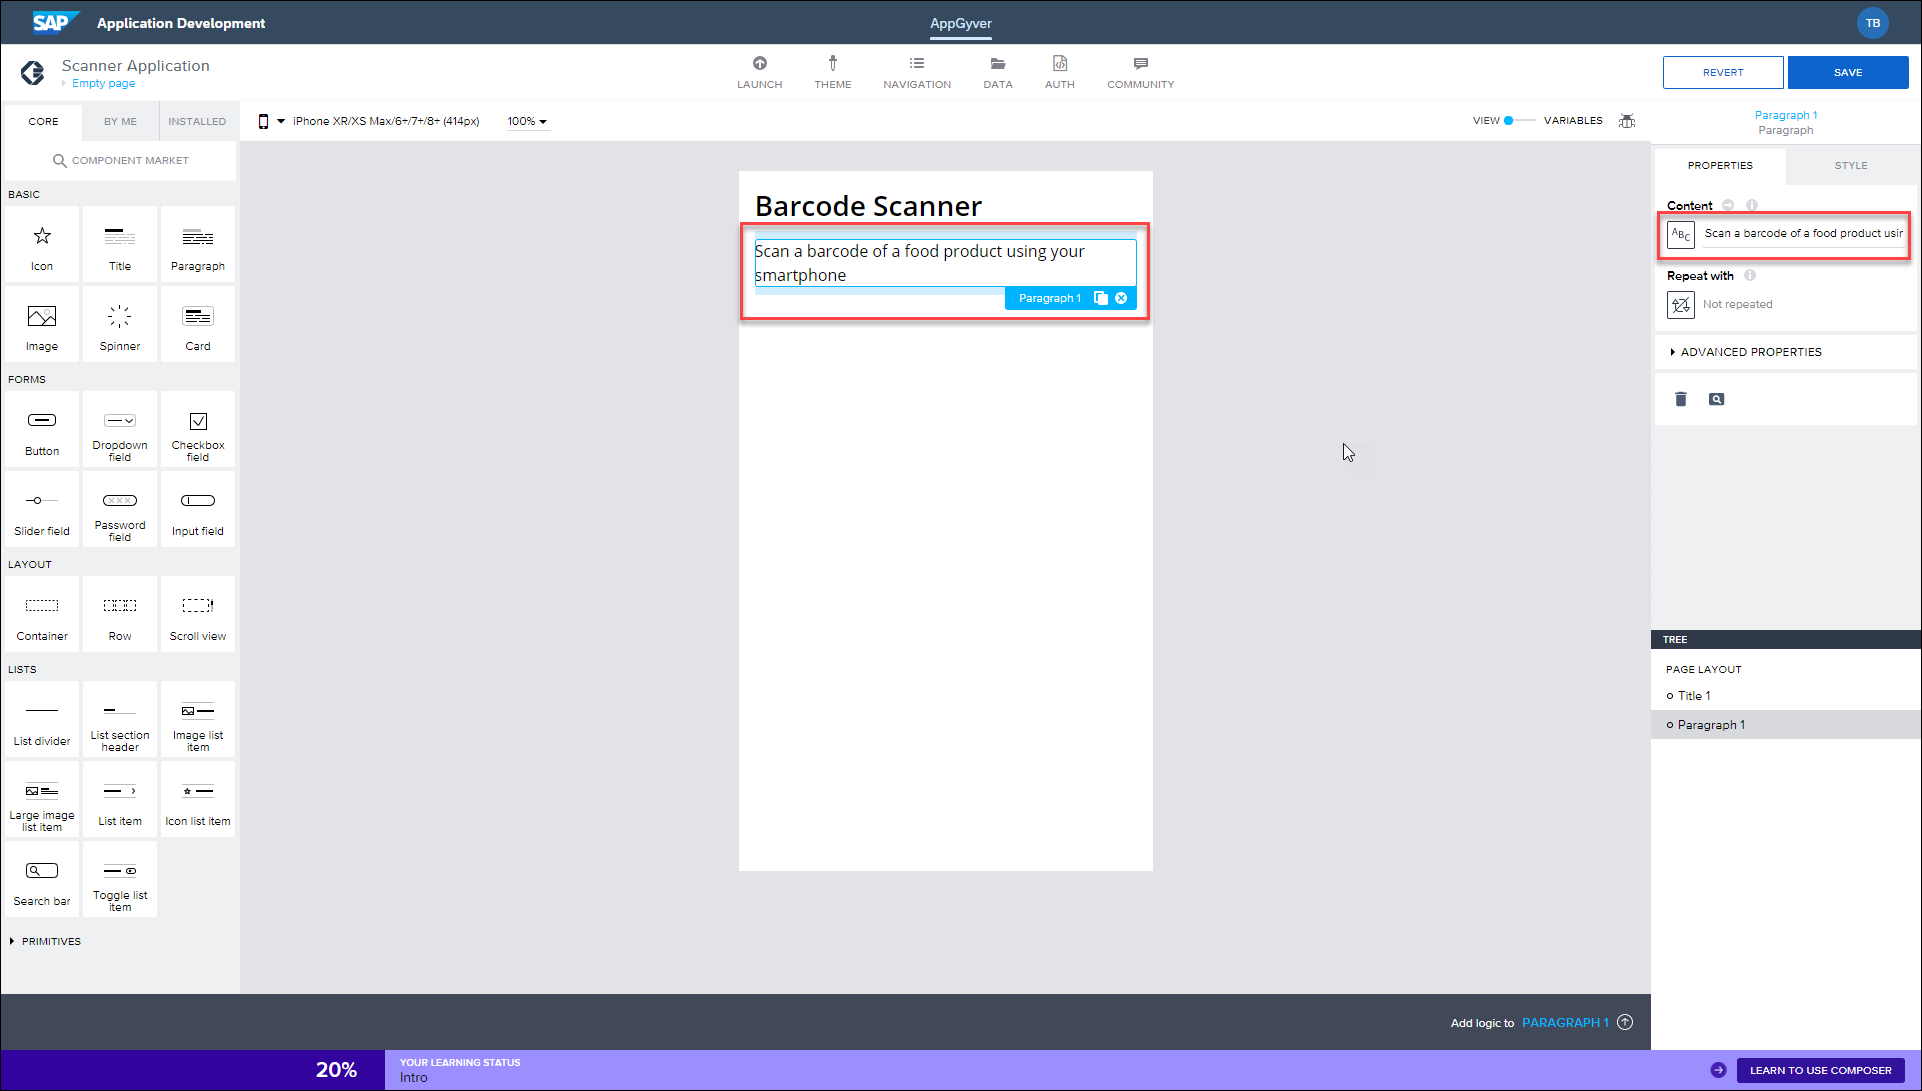 SAP Application Development
AppGyver
TB
Scanner Application
Empty page
LAUNCH
THEME
NAVIGATION
DATA
AUTH
COMMUNITY
REVERT
SAVE
CORE
BY ME
INSTALLED
iPhone XR/XS Max/6+/7+/8+ (414px)
100%
VIEW
VARIABLES
Paragraph 1
Paragraph
COMPONENT MARKET
PROPERTIES
STYLE
BASIC
Icon
Title
Paragraph
Image
Spinner
Card
FORMS
Button
Dropdown
field
Checkbox
field
Slider field
Password
field
Input field
LAYOUT
Container
Row
Scroll view
LISTS
List divider
List section
header
Image list
item
Large image
list item
List item
Icon list item
Search bar
Toggle list
item
PRIMITIVES
Barcode Scanner
Scan a barcode of a food product using your
smartphone
Paragraph 1
Content
ABC
Scan a barcode of a food product usir
Repeat with
Not repeated
ADVANCED PROPERTIES
TREE
PAGE LAYOUT
Title 1
Paragraph 1
Add logic to PARAGRAPH 1
20%
YOUR LEARNING STATUS
Intro
LEARN TO USE COMPOSER